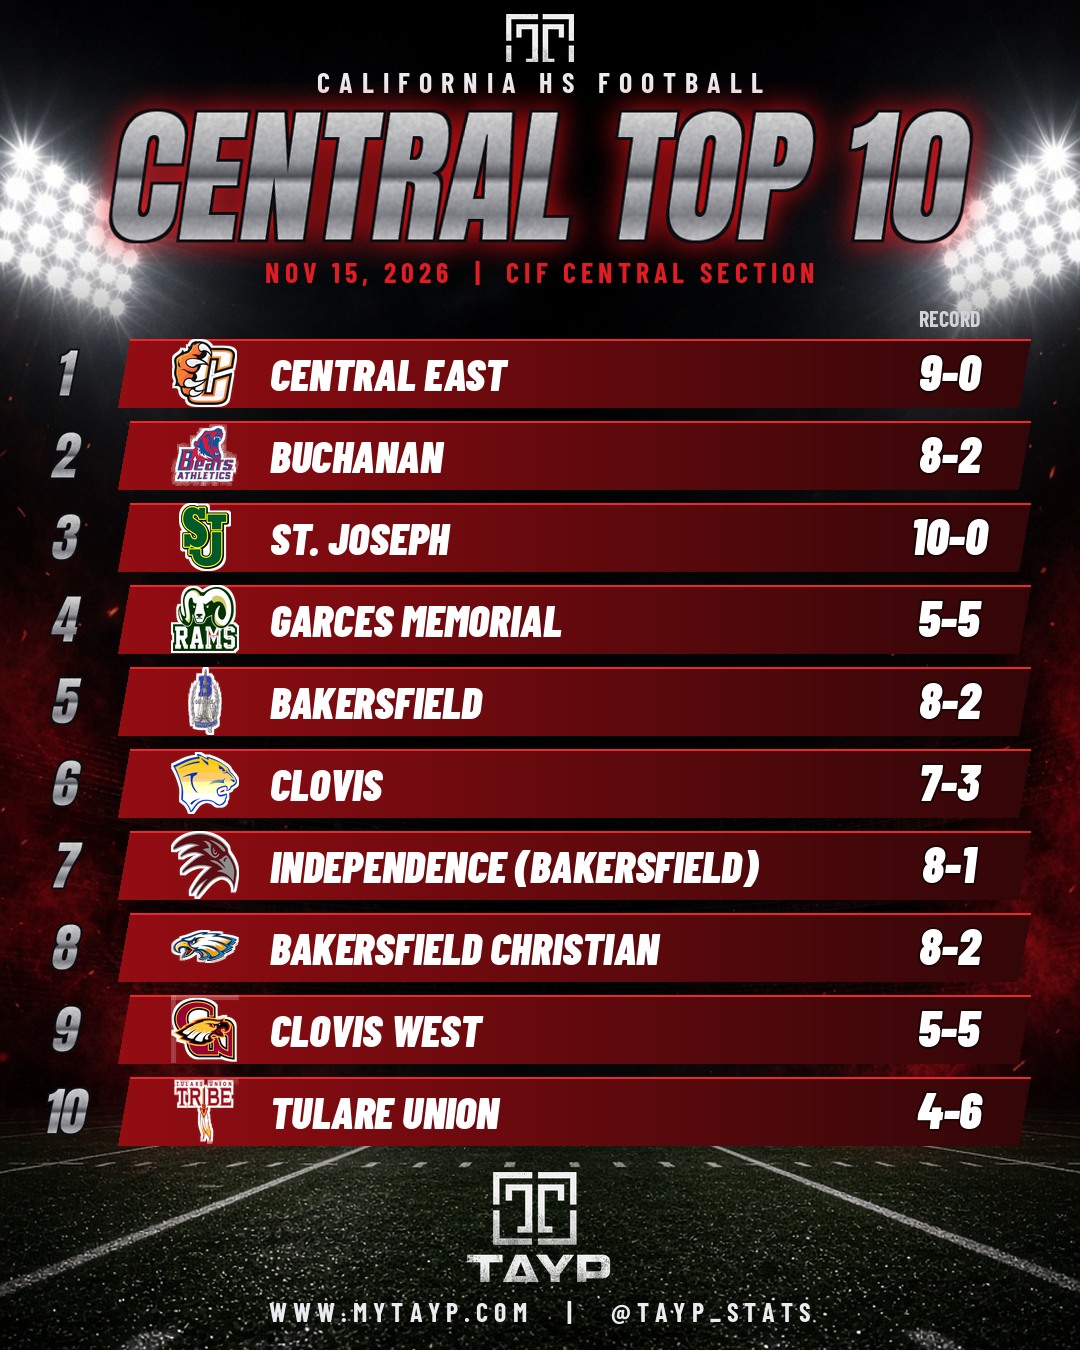 CALIFORNIA HS FOOTBALL
CENTRAL TOP 10
NOV 15, 2026 | CIF CENTRAL SECTION
RECORD
1 CENTRAL EAST 9-0
2 Bears ATHLETICS BUCHANAN 8-2
3 SJ ST. JOSEPH 10-0
4 RAMS GARCES MEMORIAL 5-5
5 B BAKERSFIELD 8-2
6 CLOVIS 7-3
7 INDEPENDENCE (BAKERSFIELD) 8-1
8 BAKERSFIELD CHRISTIAN 8-2
9 CLOVIS WEST 5-5
10 TULARE UNION TRIBE TULARE UNION 4-6
TAYP
WWW.MYTAYP.COM | @TAYP_STATS